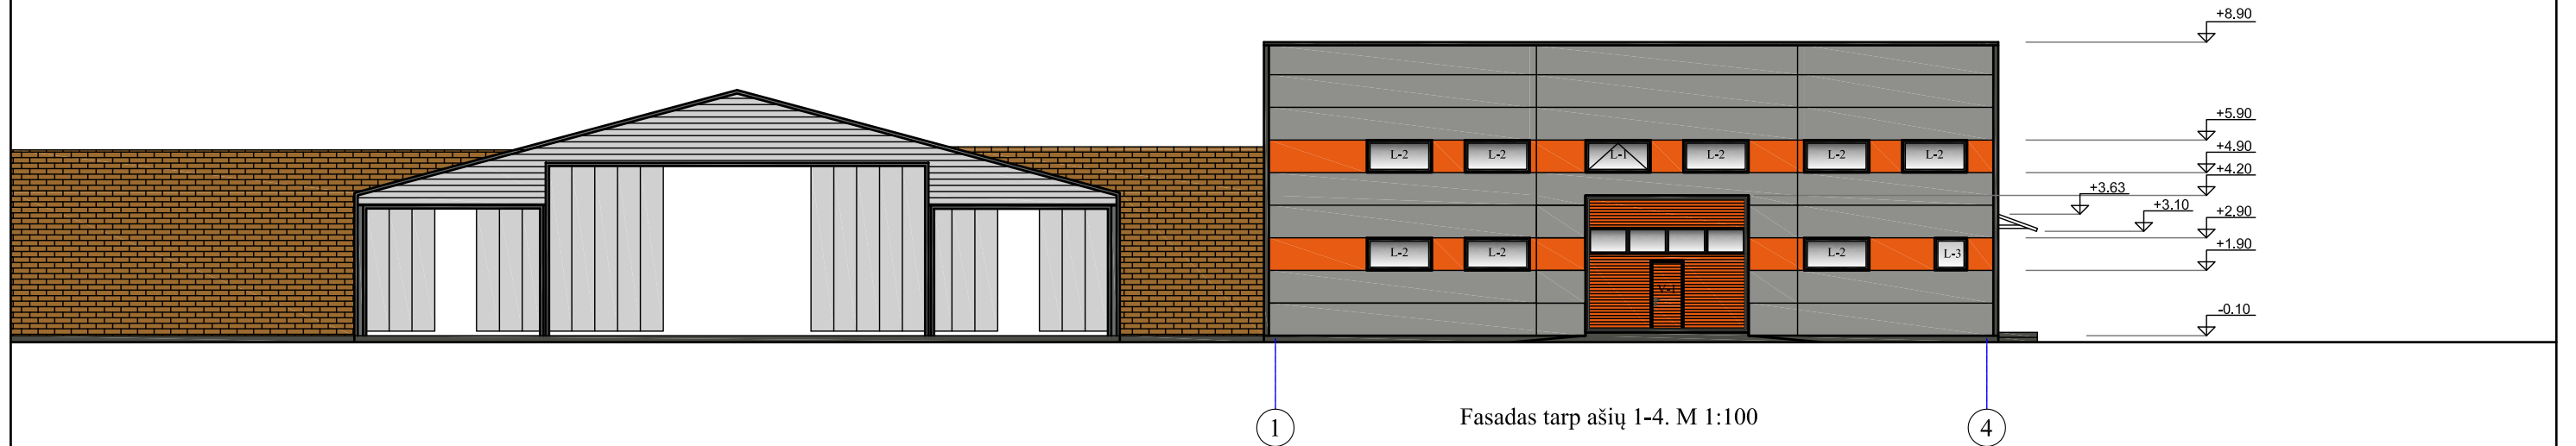 +8.90
+5.90
L-2 L-2 L-1 L-2 L-2 L-2
+4.90
+4.20
+3.63
+3.10
+2.90
L-2 L-2 L-2 L-3
+1.90
V-1
-0.10
Fasadas tarp ašių 1-4. M 1:100
1 4